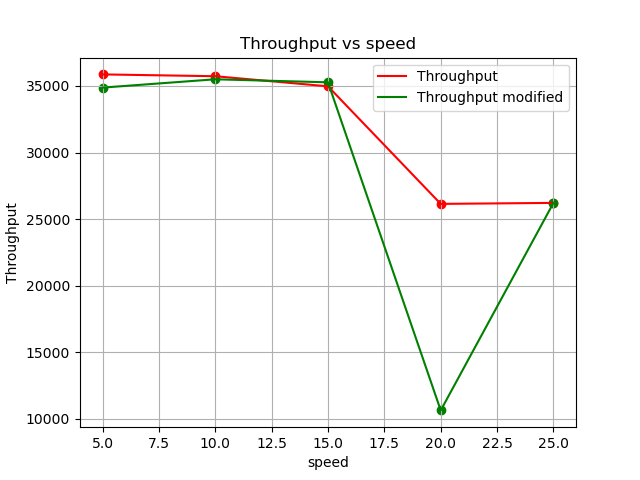 Throughput vs speed
Throughput
Throughput modified
35000
30000
25000
20000
15000
10000
Throughput
5.0 7.5 10.0 12.5 15.0 17.5 20.0 22.5 25.0
speed